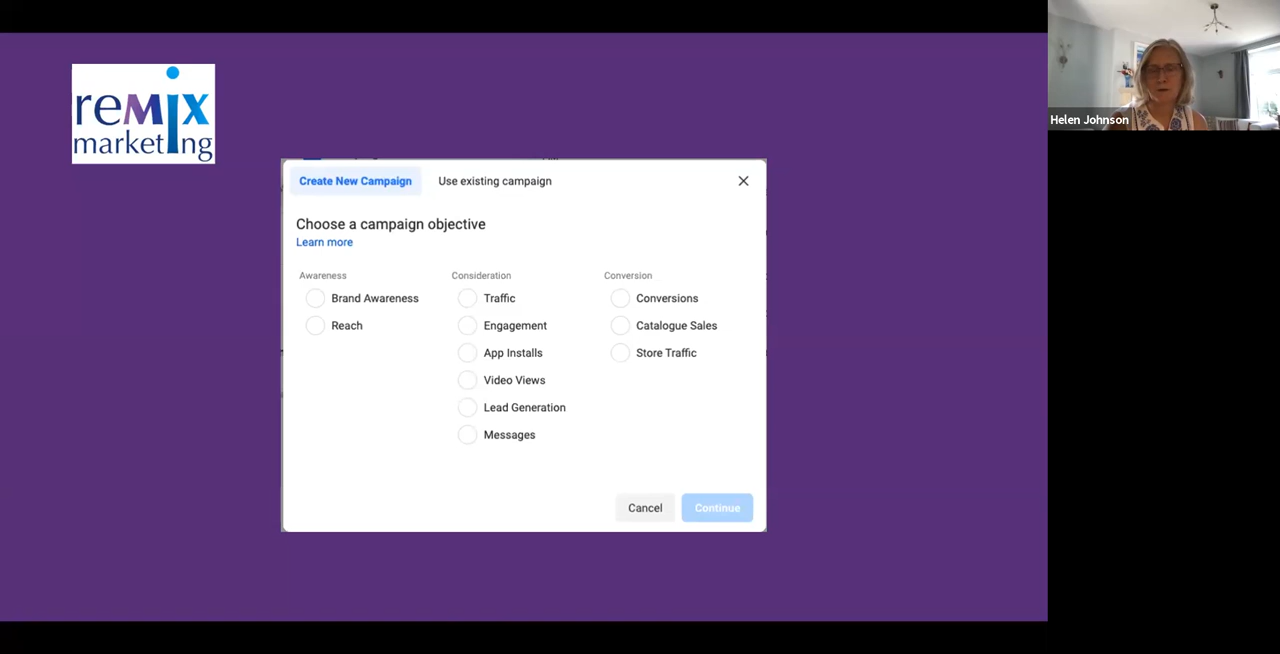 remix
marketing
Helen Johnson
Create New Campaign
Use existing campaign
Choose a campaign objective
Learn more
Awareness
Brand Awareness
Reach
Consideration
Traffic
Engagement
App Installs
Video Views
Lead Generation
Messages
Conversion
Conversions
Catalogue Sales
Store Traffic
Cancel
Continue